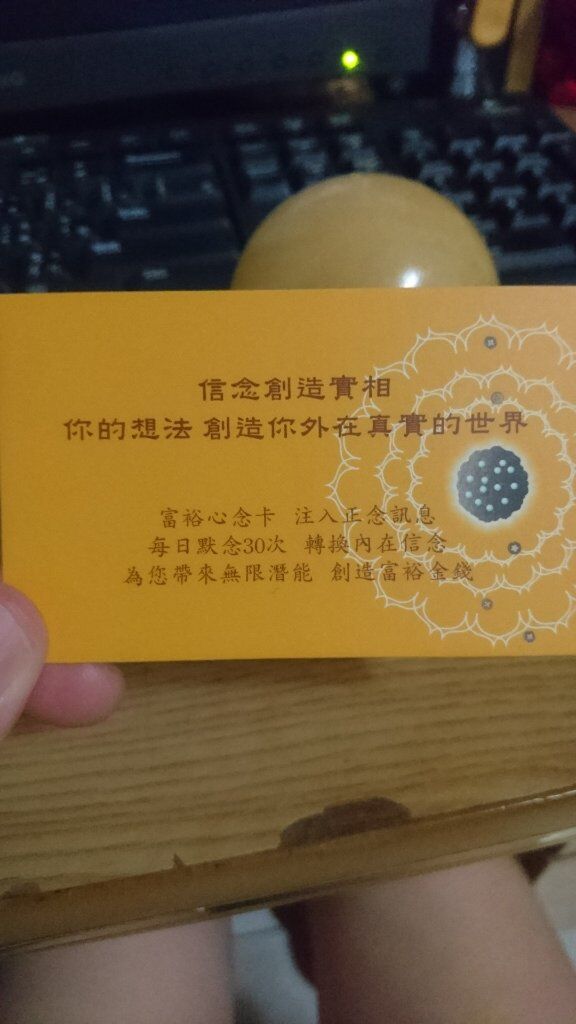 信念創造實相
你的想法 創造你外在真實的世界
富裕心念卡 注入正念訊息
每日默念30次 轉換內在信念
為您帶來無限潛能 創造富裕金錢